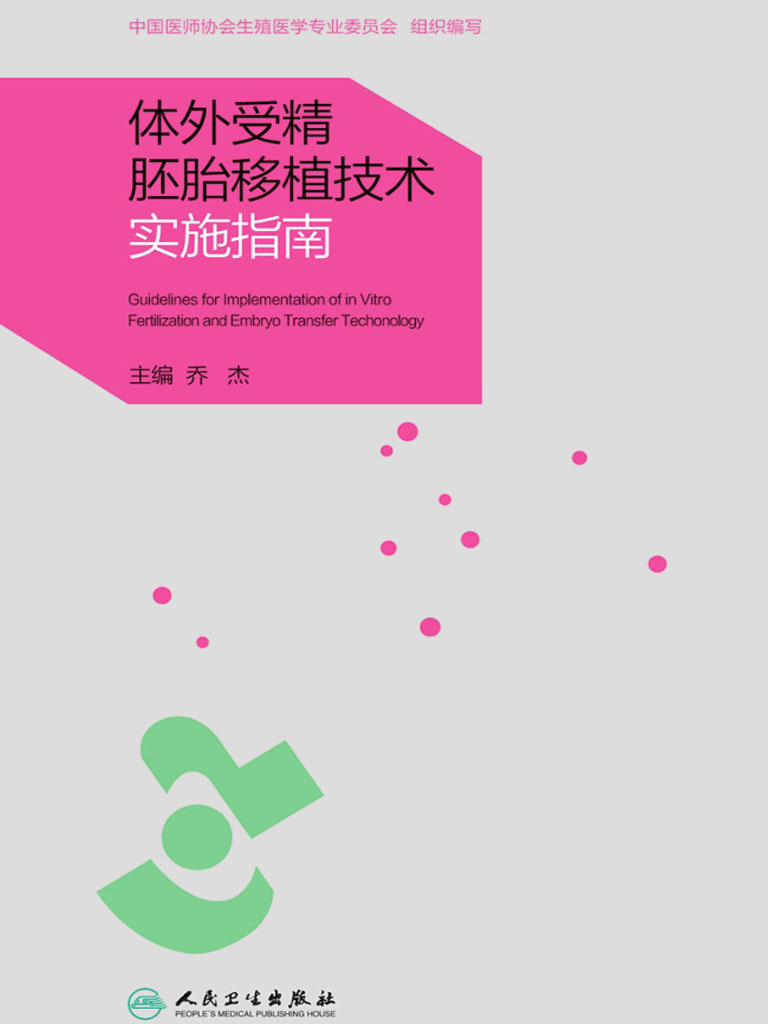 中国医师协会生殖医学专业委员会 组织编写
体外受精
胚胎移植技术
实施指南
Guidelines for Implementation of in Vitro
Fertilization and Embryo Transfer Techonology
主编 乔 杰
人民卫生出版社
PEOPLE'S MEDICAL PUBLISHING HOUSE